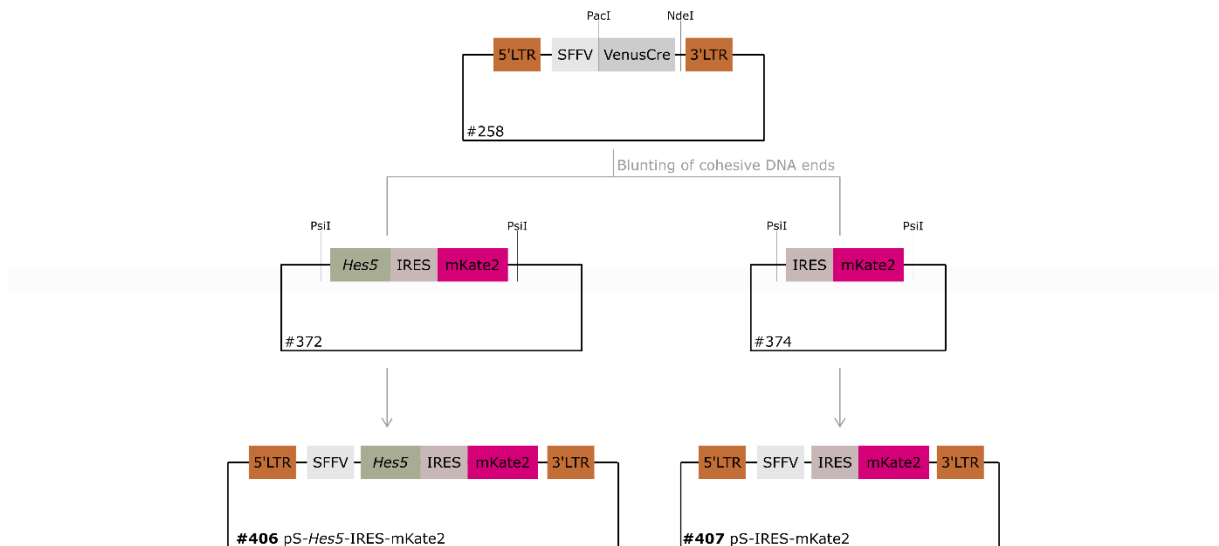 PacI NdeI
5'LTR SFFV VenusCre 3'LTR
#258
Blunting of cohesive DNA ends
PsiI PsiI PsiI PsiI
Hes5 IRES mKate2 IRES mKate2
#372 #374
5'LTR SFFV Hes5 IRES mKate2 3'LTR 5'LTR SFFV IRES mKate2 3'LTR
#406 pS-Hes5-IRES-mKate2 #407 pS-IRES-mKate2